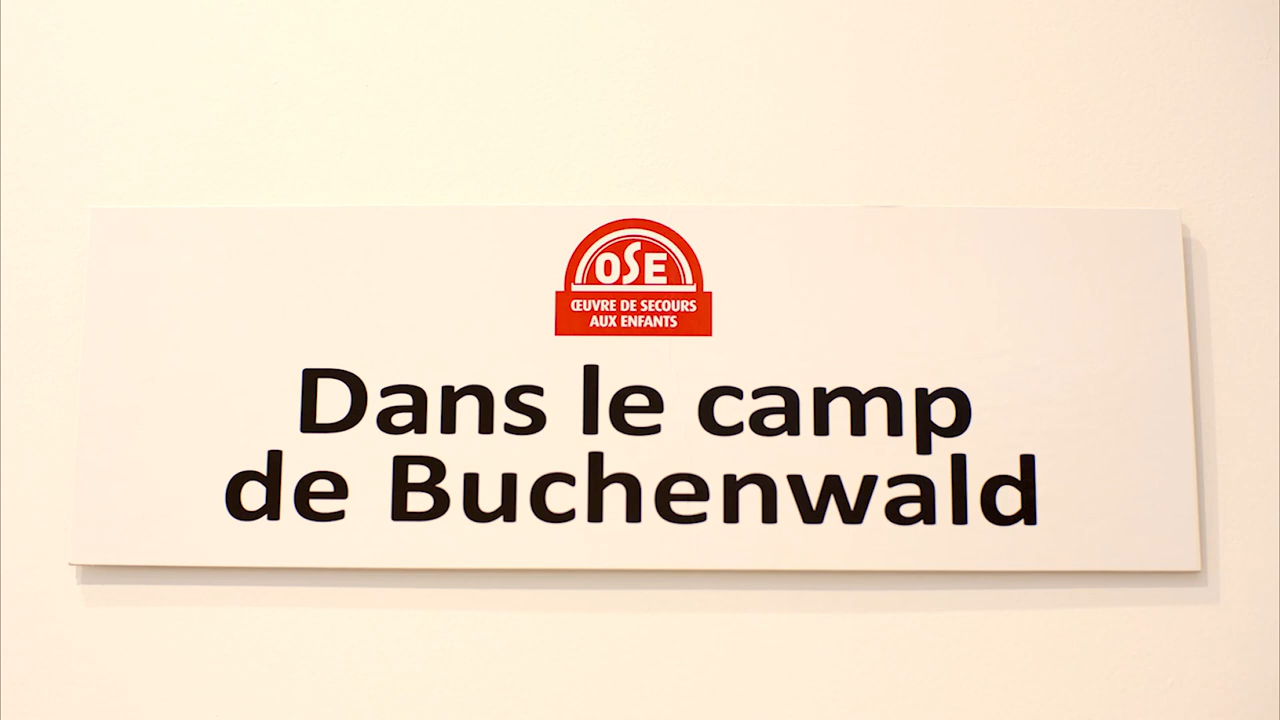 OSE
ŒUVRE DE SECOURS
AUX ENFANTS
Dans le camp
de Buchenwald